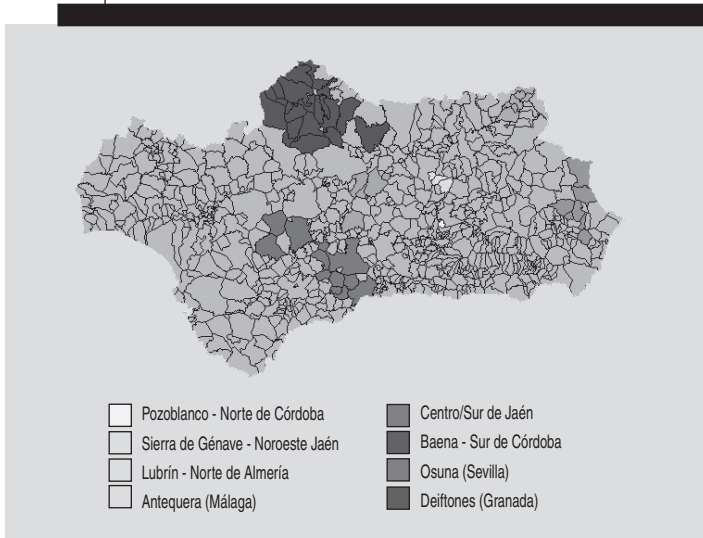 Pozoblanco - Norte de Córdoba
Sierra de Génave - Noroeste Jaén
Lubrín - Norte de Almería
Antequera (Málaga)
Centro/Sur de Jaén
Baena - Sur de Córdoba
Osuna (Sevilla)
Deiftones (Granada)